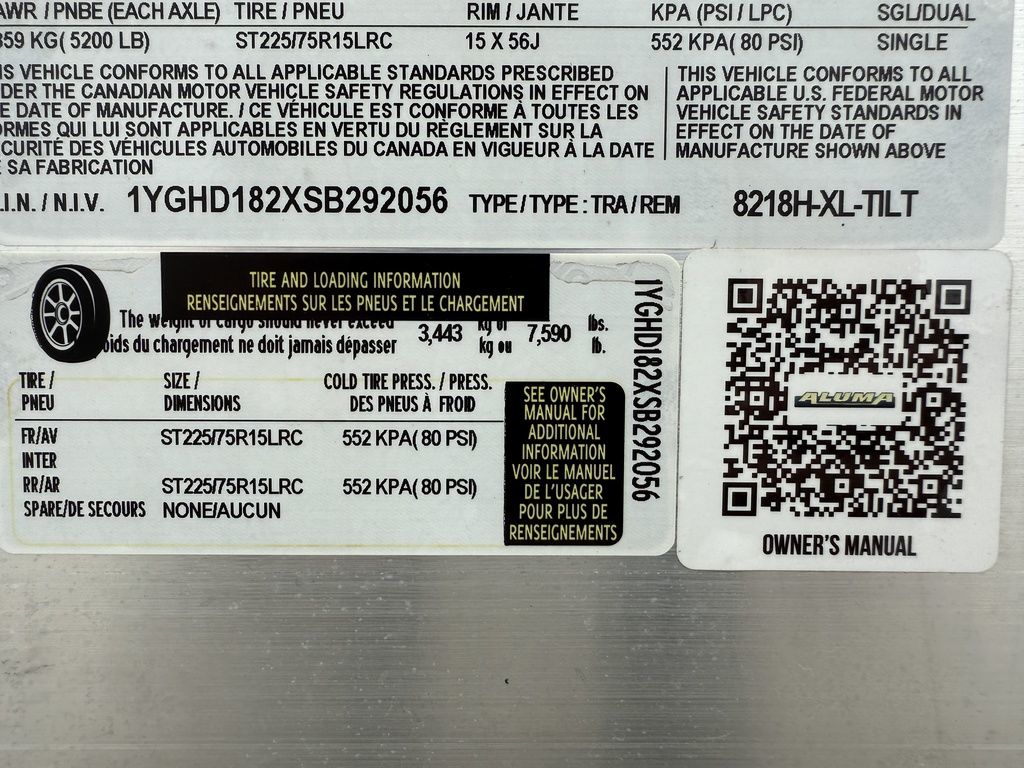 AWR / PNBE (EACH AXLE) TIRE / PNEU RIM / JANTE KPA (PSI / LPC) SGL/DUAL
359 KG( 5200 LB) ST225/75R15LRC 15 X 56J 552 KPA( 80 PSI) SINGLE
IS VEHICLE CONFORMS TO ALL APPLICABLE STANDARDS PRESCRIBED
DER THE CANADIAN MOTOR VEHICLE SAFETY REGULATIONS IN EFFECT ON
E DATE OF MANUFACTURE. / CE VÉHICULE EST CONFORME À TOUTES LES
ORMES QUI LUI SONT APPLICABLES EN VERTU DU RÈGLEMENT SUR LA
CURITÉ DES VÉHICULES AUTOMOBILES DU CANADA EN VIGUEUR À LA DATE
SA FABRICATION
THIS VEHICLE CONFORMS TO ALL
APPLICABLE U.S. FEDERAL MOTOR
VEHICLE SAFETY STANDARDS IN
EFFECT ON THE DATE OF
MANUFACTURE SHOWN ABOVE
.I.N. / N.I.V. 1YGHD182XSB292056 TYPE / TYPE : TRA / REM 8218H-XL-TILT
TIRE AND LOADING INFORMATION
RENSEIGNEMENTS SUR LES PNEUS ET LE CHARGEMENT
The weight of cargo should never exceed 3,443 kg or 7,590 lbs.
oids du chargement ne doit jamais dépasser kg ou lb.
TIRE / SIZE / COLD TIRE PRESS. / PRESS.
PNEU DIMENSIONS DES PNEUS À FROID
FR/AV ST225/75R15LRC 552 KPA( 80 PSI)
INTER
RR/AR ST225/75R15LRC 552 KPA( 80 PSI)
SPARE/DE SECOURS NONE/AUCUN
SEE OWNER'S
MANUAL FOR
ADDITIONAL
INFORMATION
VOIR LE MANUEL
DE L'USAGER
POUR PLUS DE
RENSEIGNEMENTS
1YGHD182XSB292056
ALUMA
OWNER'S MANUAL